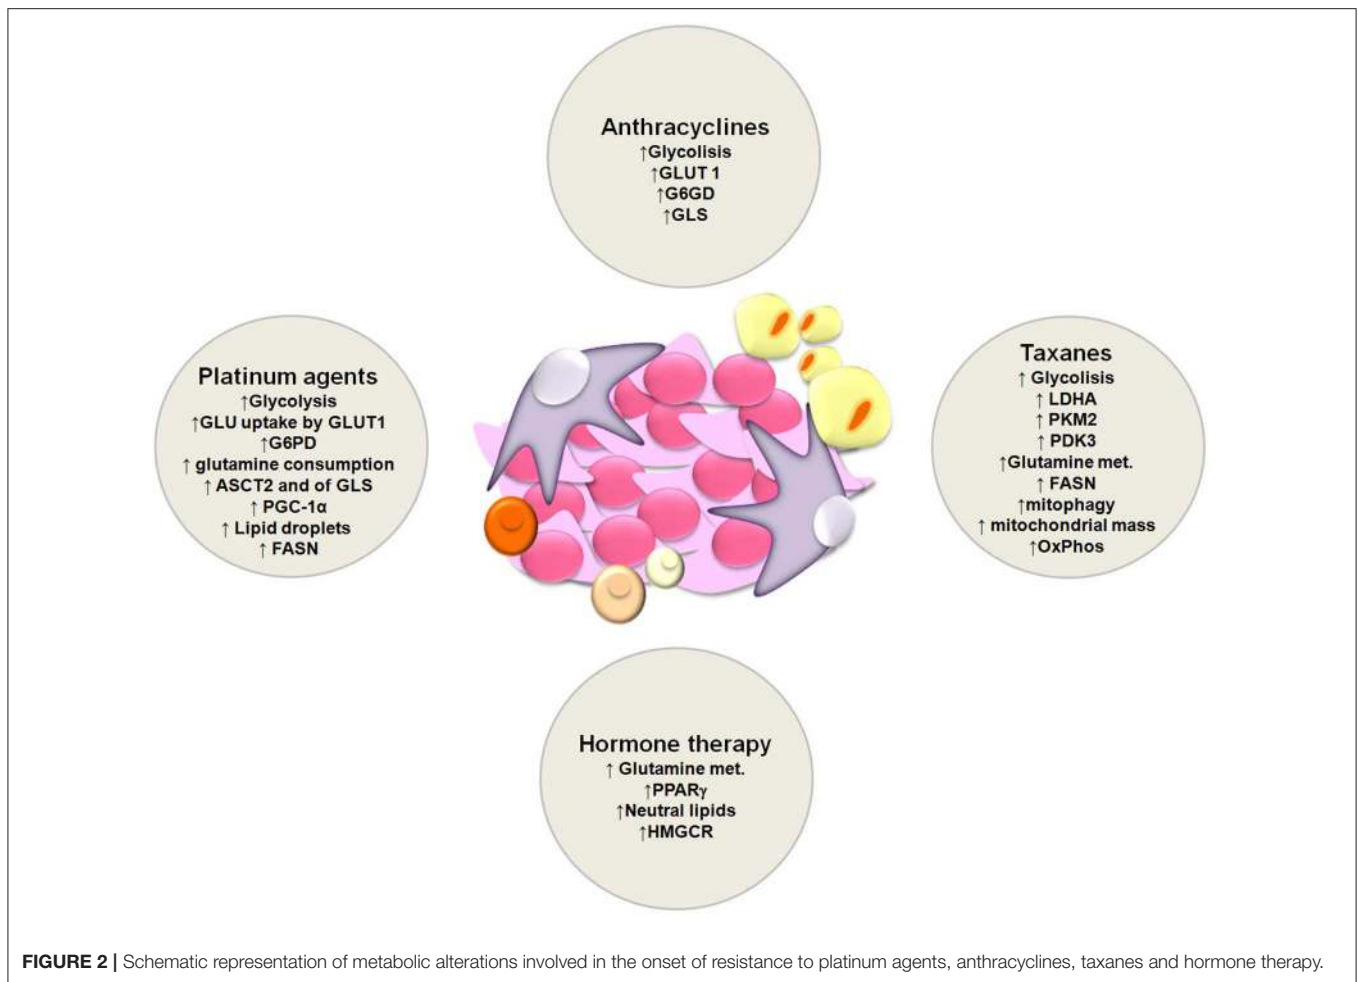 Anthracyclines
↑Glycolisis
↑GLUT 1
↑G6GD
↑GLS
Platinum agents
↑Glycolysis
↑GLU uptake by GLUT1
↑G6PD
↑ glutamine consumption
↑ ASCT2 and of GLS
↑ PGC-1α
↑ Lipid droplets
↑ FASN
Taxanes
↑ Glycolisis
↑ LDHA
↑ PKM2
↑ PDK3
↑Glutamine met.
↑ FASN
↑mitophagy
↑ mitochondrial mass
↑OxPhos
Hormone therapy
↑ Glutamine met.
↑PPARγ
↑Neutral lipids
↑HMGCR
FIGURE 2 | Schematic representation of metabolic alterations involved in the onset of resistance to platinum agents, anthracyclines, taxanes and hormone therapy.